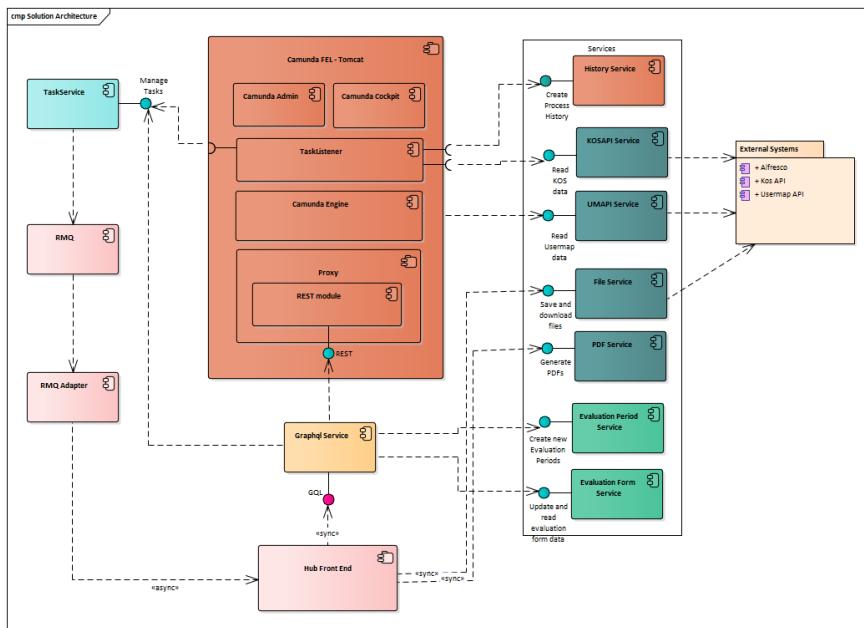 cmp Solution Architecture
Camunda FEL - Tomcat
Services
TaskService
Manage
Tasks
Camunda Admin
Camunda Cockpit
History Service
Create
Process
History
TaskListener
KOSAPI Service
Read
KOS
data
External Systems
+ Alfresco
+ Kos API
+ Usermap API
Camunda Engine
UMAPI Service
Read
Usermap
data
RMQ
Proxy
REST module
REST
File Service
Save and
download
files
PDF Service
Generate
PDFs
RMQ Adapter
Graphql Service
GQL
Evaluation Period
Service
Create new
Evaluation
Periods
Evaluation Form
Service
Update and
read
evaluation
form data
«sync»
Hub Front End
«async»
«sync»
«sync»